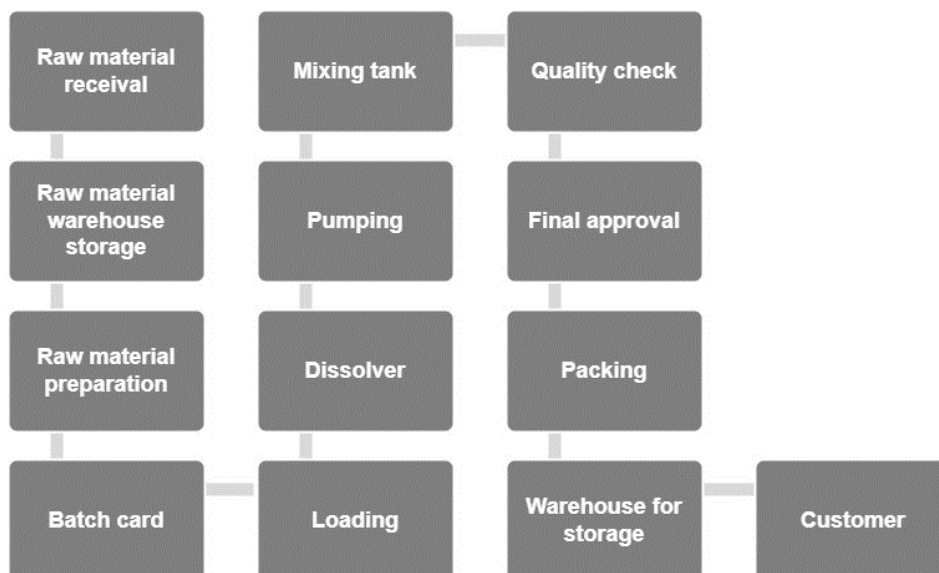 Raw material
receival
Raw material
warehouse
storage
Raw material
preparation
Batch card
Loading
Dissolver
Pumping
Mixing tank
Quality check
Final approval
Packing
Warehouse for
storage
Customer